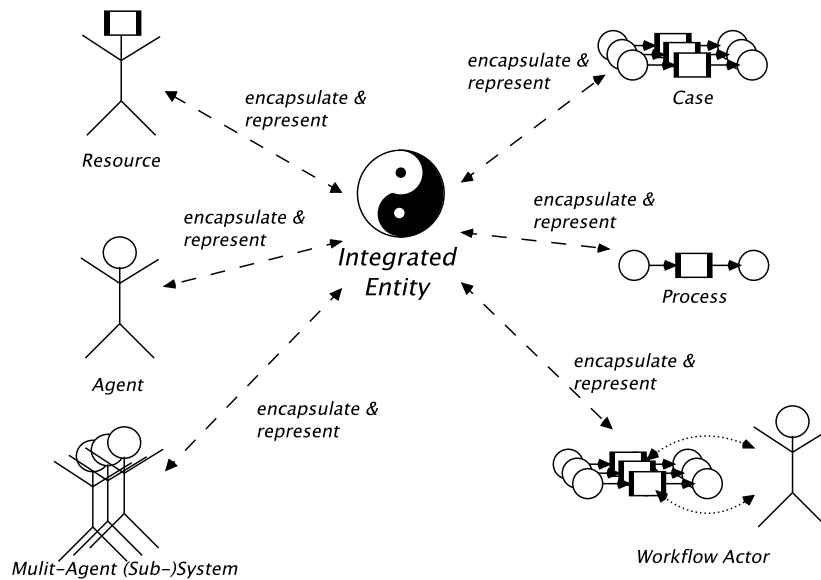 encapsulate &
represent
Case
encapsulate &
represent
Resource
encapsulate &
represent
encapsulate &
represent
Integrated
Entity
Process
Agent
encapsulate &
represent
encapsulate &
represent
Mulit-Agent (Sub-)System
Workflow Actor